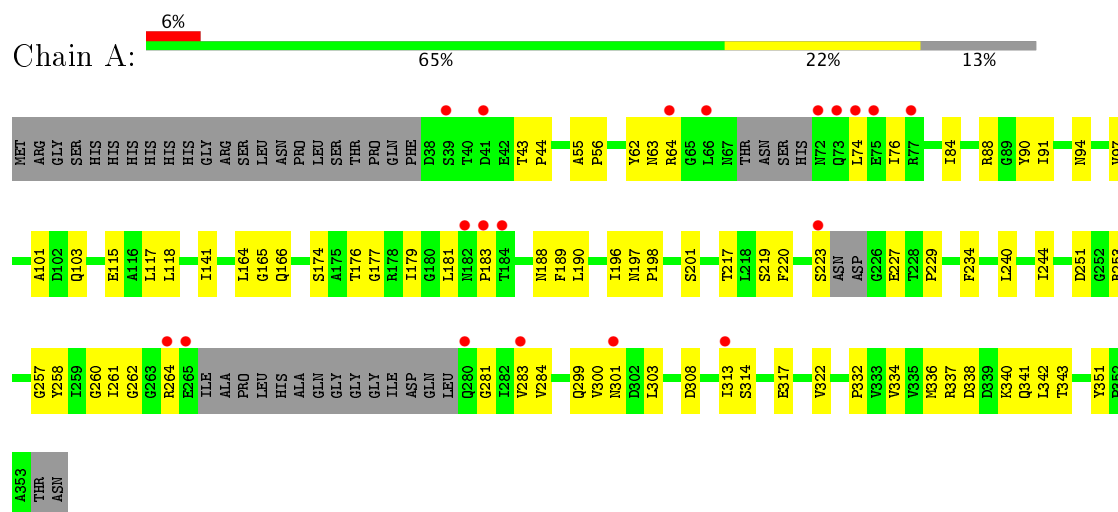 6%
Chain A:
65% 22% 13%
MET ARG GLY SER HIS HIS HIS HIS HIS HIS GLY ARG SER LEU ASN PRO LEU SER THR PRO GLN PHE D38 S39 T40 D41 E42 T43 P44 A55 P56 Y62 N63 R64 G65 L66 N67 THR ASN SER HIS N72 Q73 L74 E75 I76 R77 I84 R88 G89 Y90 I91 N94 V97
A101 D102 Q103 E115 A116 L117 L118 I141 L164 G165 Q166 S174 A175 T176 G177 R178 I179 G180 L181 N182 P183 T184 N188 F189 L190 I196 N197 P198 S201 T217 L218 S219 F220 S223 ASN ASP G226 E227 T228 P229 F234 L240 I244 D251 G252
G257 Y258 I259 G260 I261 G262 G263 R264 E265 ILE ALA PRO LEU HIS ALA GLN GLY GLY GLY ILE ASP GLN LEU Q280 G281 I282 V283 V284 Q299 V300 N301 D302 L303 D308 I313 S314 E317 V322 P332 V333 V334 V335 M336 R337 D338 D339 K340 Q341 L342 T343 Y351
A353 THR ASN